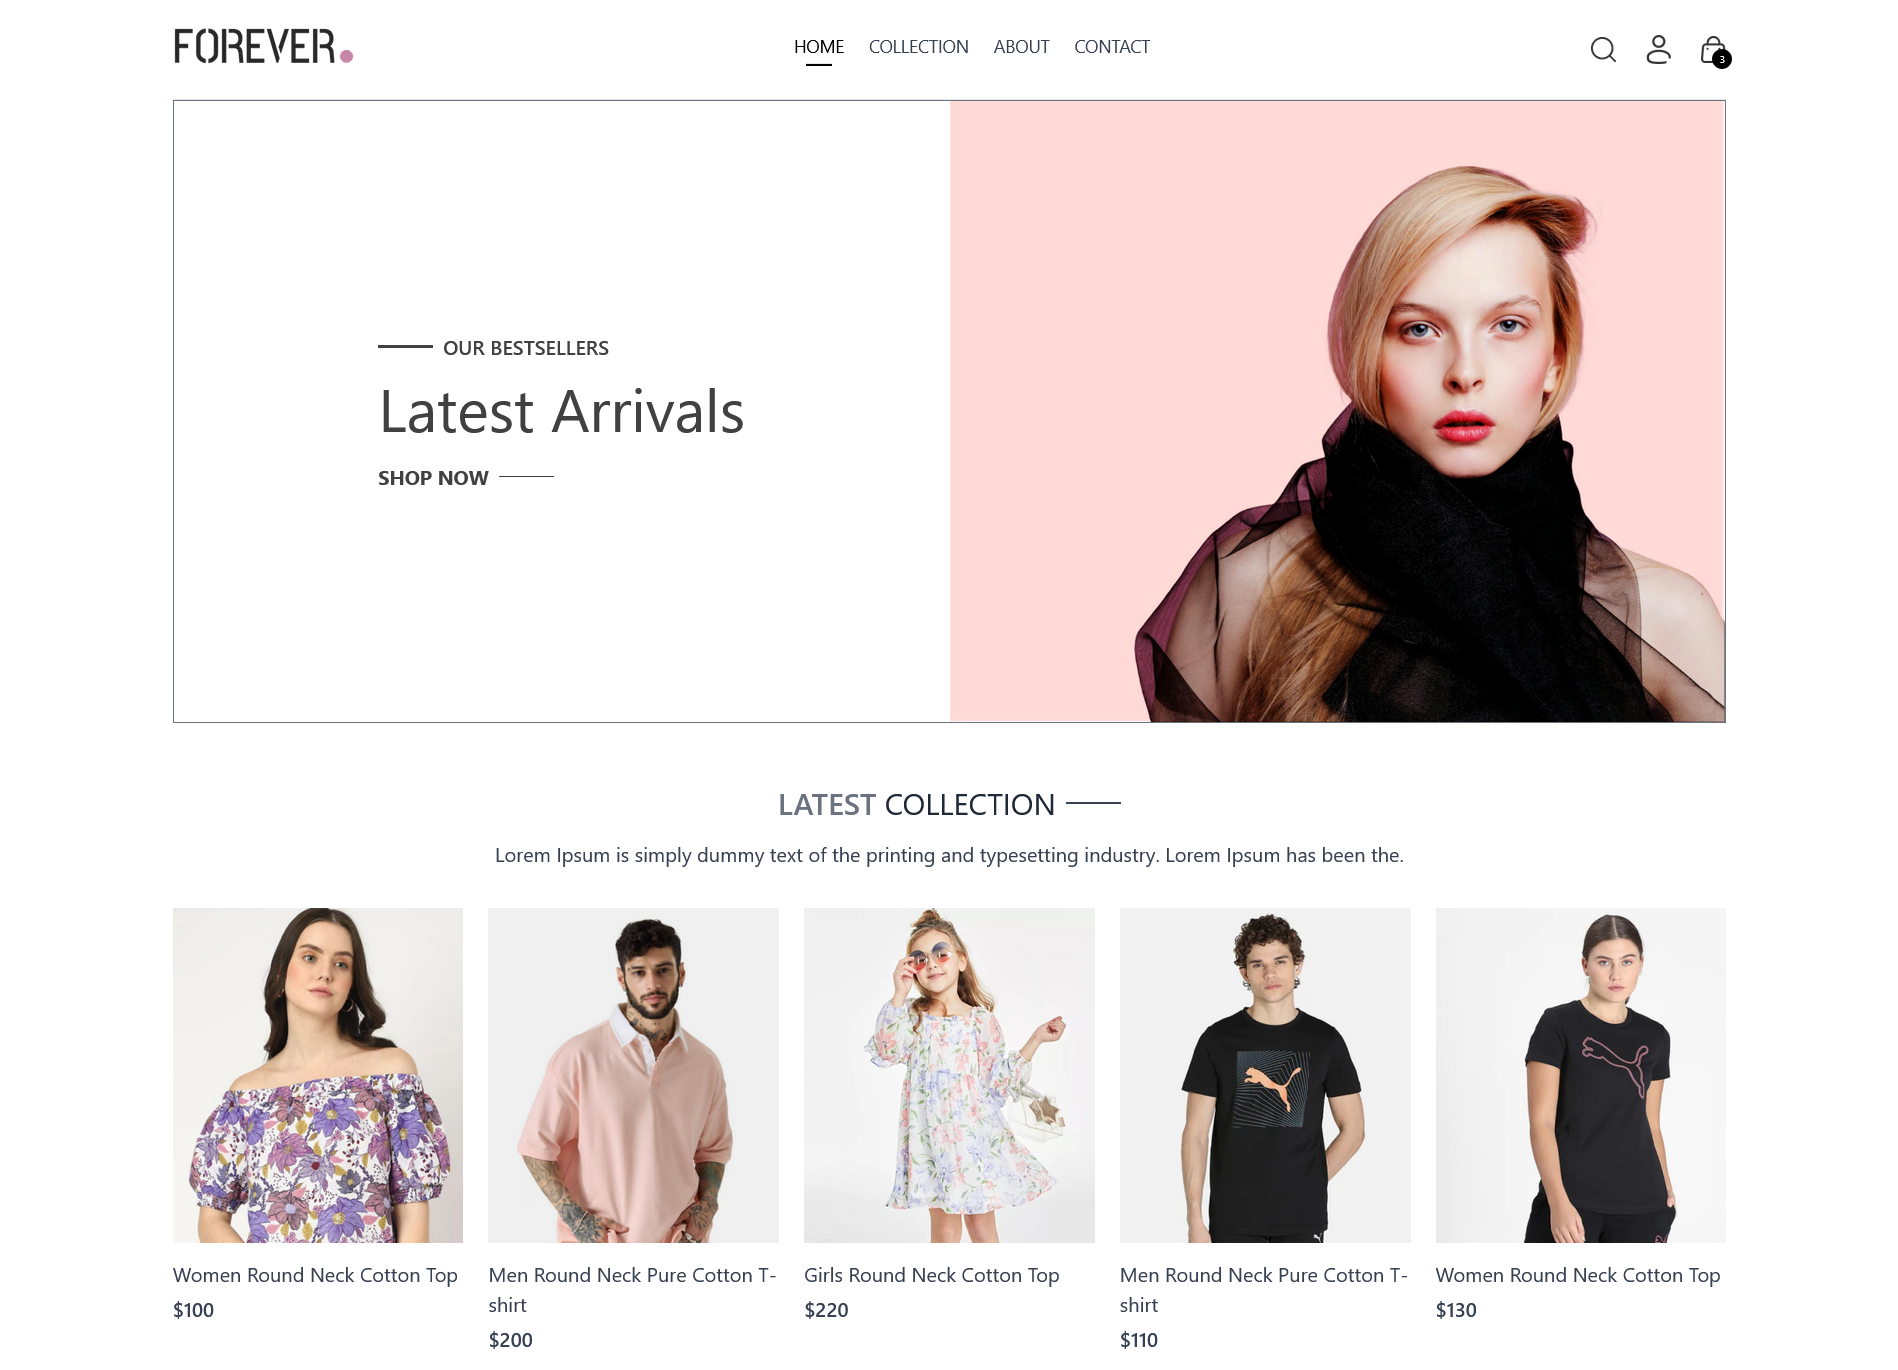 FOREVER.
HOME COLLECTION ABOUT CONTACT
3
OUR BESTSELLERS
Latest Arrivals
SHOP NOW
LATEST COLLECTION
Lorem Ipsum is simply dummy text of the printing and typesetting industry. Lorem Ipsum has been the.
Women Round Neck Cotton Top
$100
Men Round Neck Pure Cotton T-
shirt
$200
Girls Round Neck Cotton Top
$220
Men Round Neck Pure Cotton T-
shirt
$110
Women Round Neck Cotton Top
$130